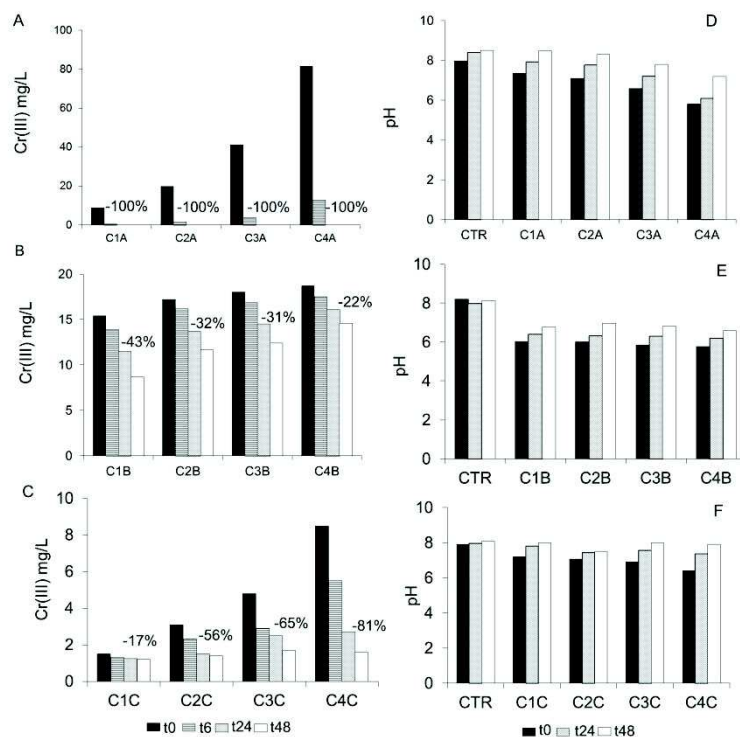 A
Cr(III) mg/L
100
80
60
40
20
0
-100%
-100%
-100%
-100%
C1A
C2A
C3A
C4A
B
Cr(III) mg/L
20
15
10
5
0
-43%
-32%
-31%
-22%
C1B
C2B
C3B
C4B
C
Cr(III) mg/L
10
8
6
4
2
0
-17%
-56%
-65%
-81%
C1C
C2C
C3C
C4C
t0
t6
t24
t48
D
pH
10
8
6
4
2
0
CTR
C1A
C2A
C3A
C4A
E
pH
10
8
6
4
2
0
CTR
C1B
C2B
C3B
C4B
F
pH
10
8
6
4
2
0
CTR
C1C
C2C
C3C
C4C
t0
t24
t48